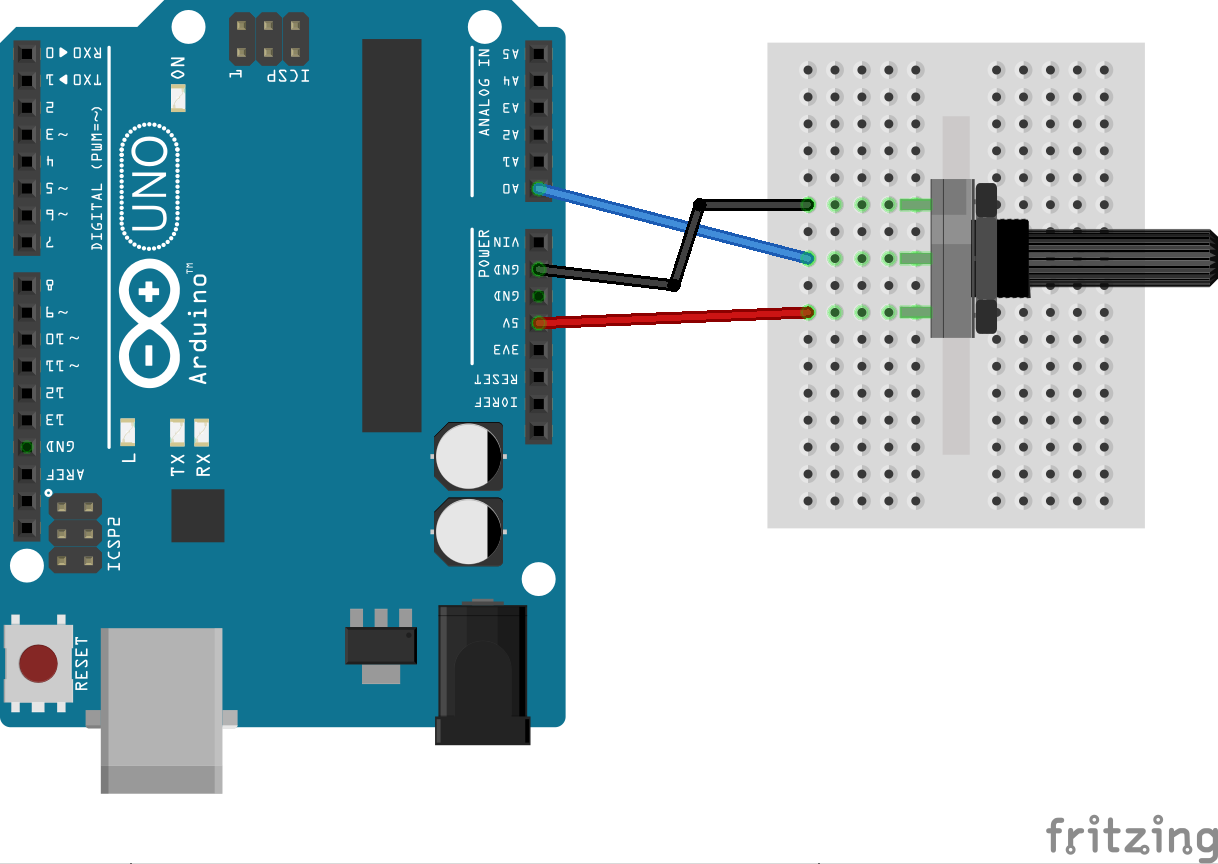 RX◄0
TX►1
2
~3
4
~5
~6
7
8
~9
~10
~11
12
13
GND
AREF
DIGITAL (PWM=~)
ON
1
ICSP
UNO
Arduino™
L
TX
RX
ICSP2
RESET
ANALOG IN
A5
A4
A3
A2
A1
A0
POWER
VIN
GND
GND
5V
3V3
RESET
IOREF
fritzing